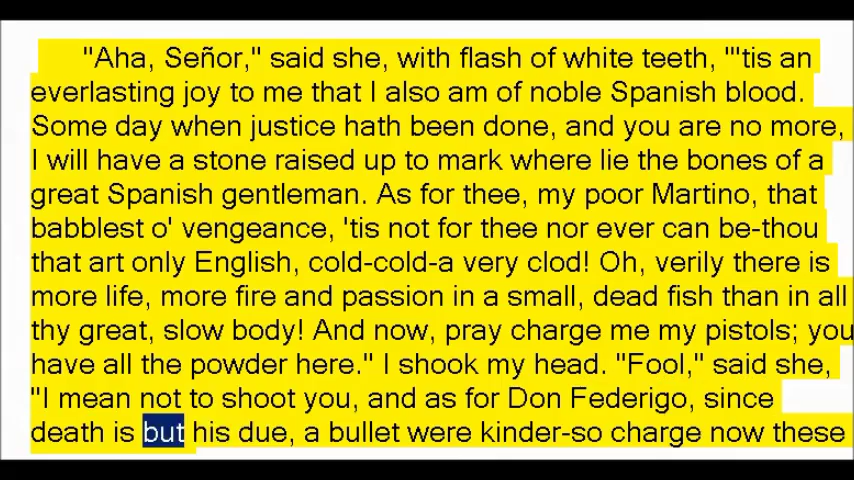 "Aha, Señor," said she, with flash of white teeth, "'tis an
everlasting joy to me that I also am of noble Spanish blood.
Some day when justice hath been done, and you are no more,
I will have a stone raised up to mark where lie the bones of a
great Spanish gentleman. As for thee, my poor Martino, that
babblest o' vengeance, 'tis not for thee nor ever can be-thou
that art only English, cold-cold-a very clod! Oh, verily there is
more life, more fire and passion in a small, dead fish than in all
thy great, slow body! And now, pray charge me my pistols; you
have all the powder here." I shook my head. "Fool," said she,
"I mean not to shoot you, and as for Don Federigo, since
death is but his due, a bullet were kinder-so charge now these